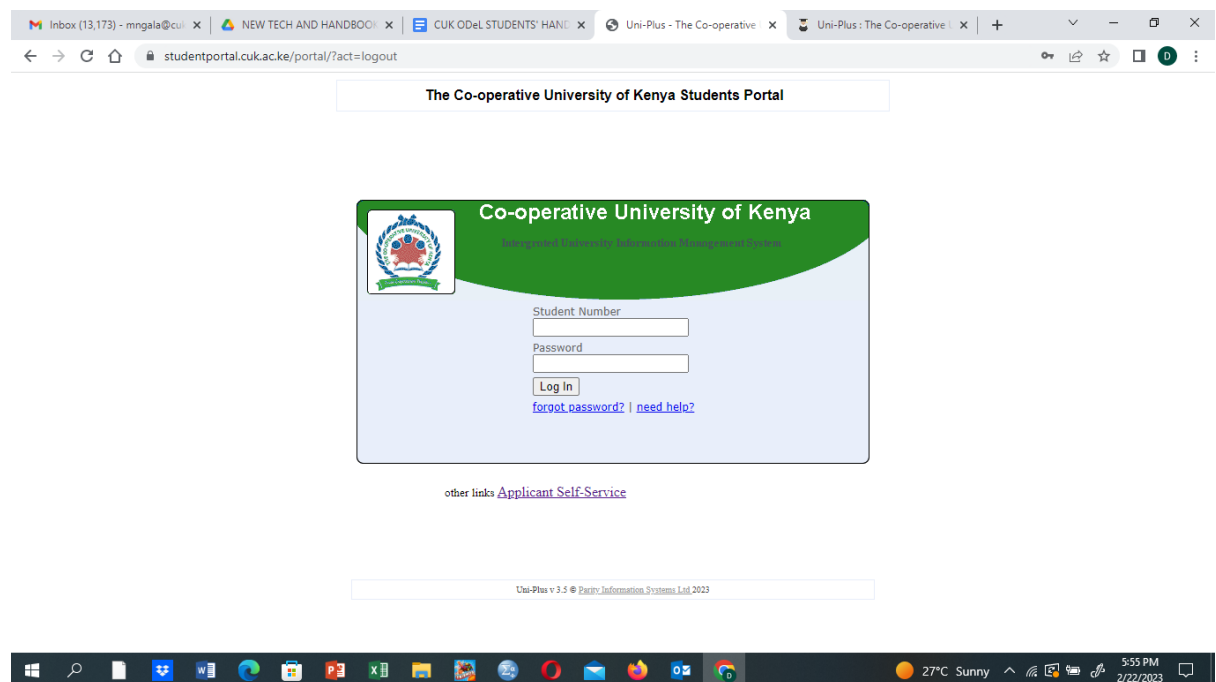 Inbox (13,173) - mngala@cuk
NEW TECH AND HANDBOOK
CUK ODeL STUDENTS' HAND
Uni-Plus - The Co-operative
Uni-Plus : The Co-operative
studentportal.cuk.ac.ke/portal/?act=logout
D
The Co-operative University of Kenya Students Portal
Co-operative University of Kenya
Intergrated University Information Management System
Student Number
Password
Log In
forgot password? | need help?
other links Applicant Self-Service
Uni-Plus v 3.5 © Parity Information Systems Ltd 2023
27°C Sunny
5:55 PM
2/22/2023